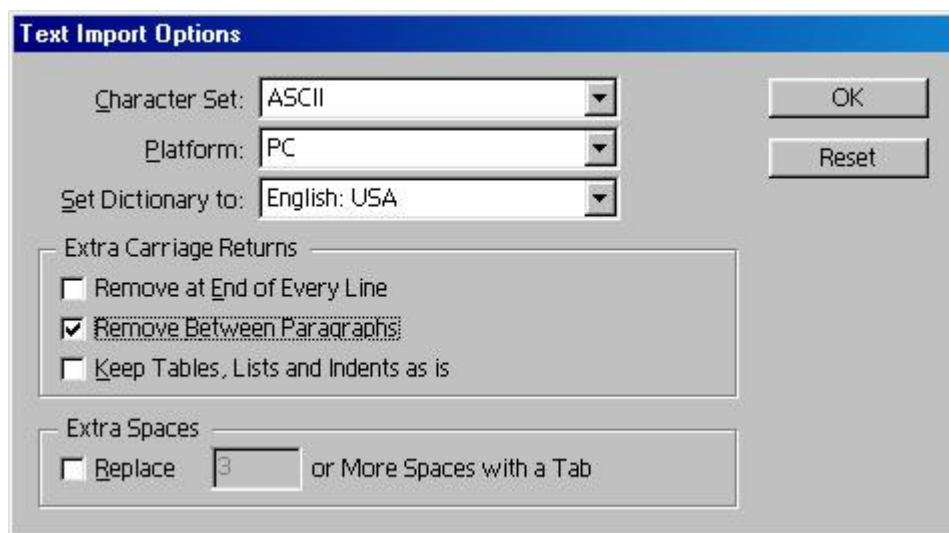 Text Import Options
Character Set: ASCII
OK
Platform: PC
Reset
Set Dictionary to: English: USA
Extra Carriage Returns
Remove at End of Every Line
Remove Between Paragraphs
Keep Tables, Lists and Indents as is
Extra Spaces
Replace 3 or More Spaces with a Tab